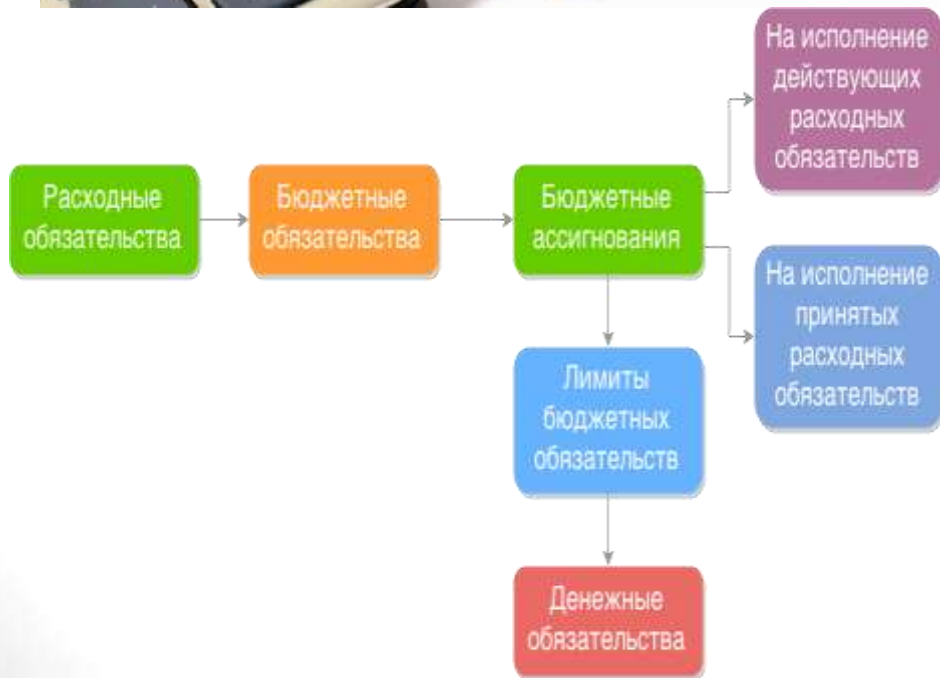 На исполнение
действующих
расходных
обязательств
Расходные
обязательства
Бюджетные
обязательства
Бюджетные
ассигнования
На исполнение
принятых
расходных
обязательств
Лимиты
бюджетных
обязательств
Денежные
обязательства